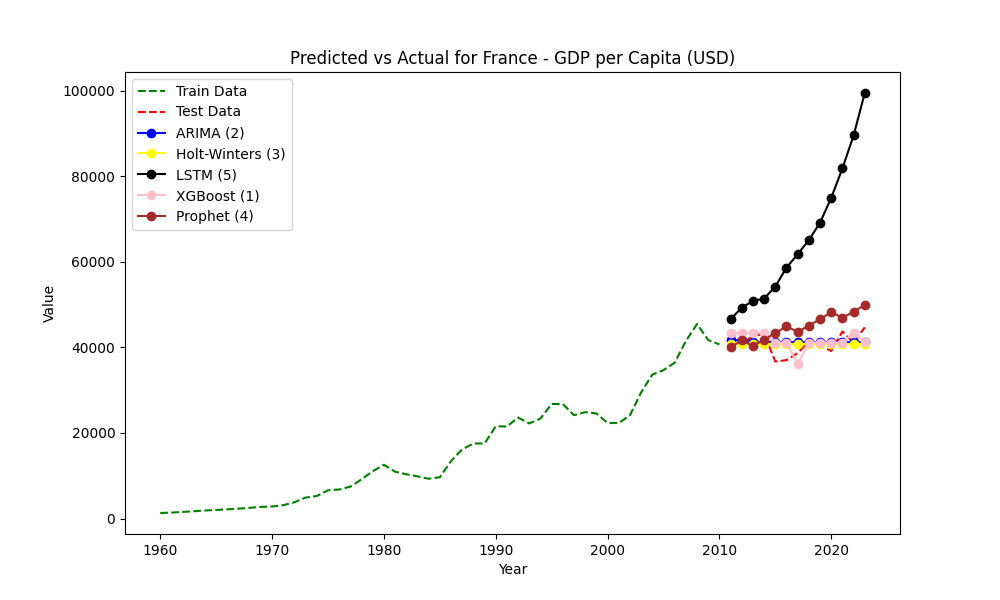 Predicted vs Actual for France - GDP per Capita (USD)
100000
80000
60000
40000
20000
0
Value
Train Data
Test Data
ARIMA (2)
Holt-Winters (3)
LSTM (5)
XGBoost (1)
Prophet (4)
1960 1970 1980 1990 2000 2010 2020
Year